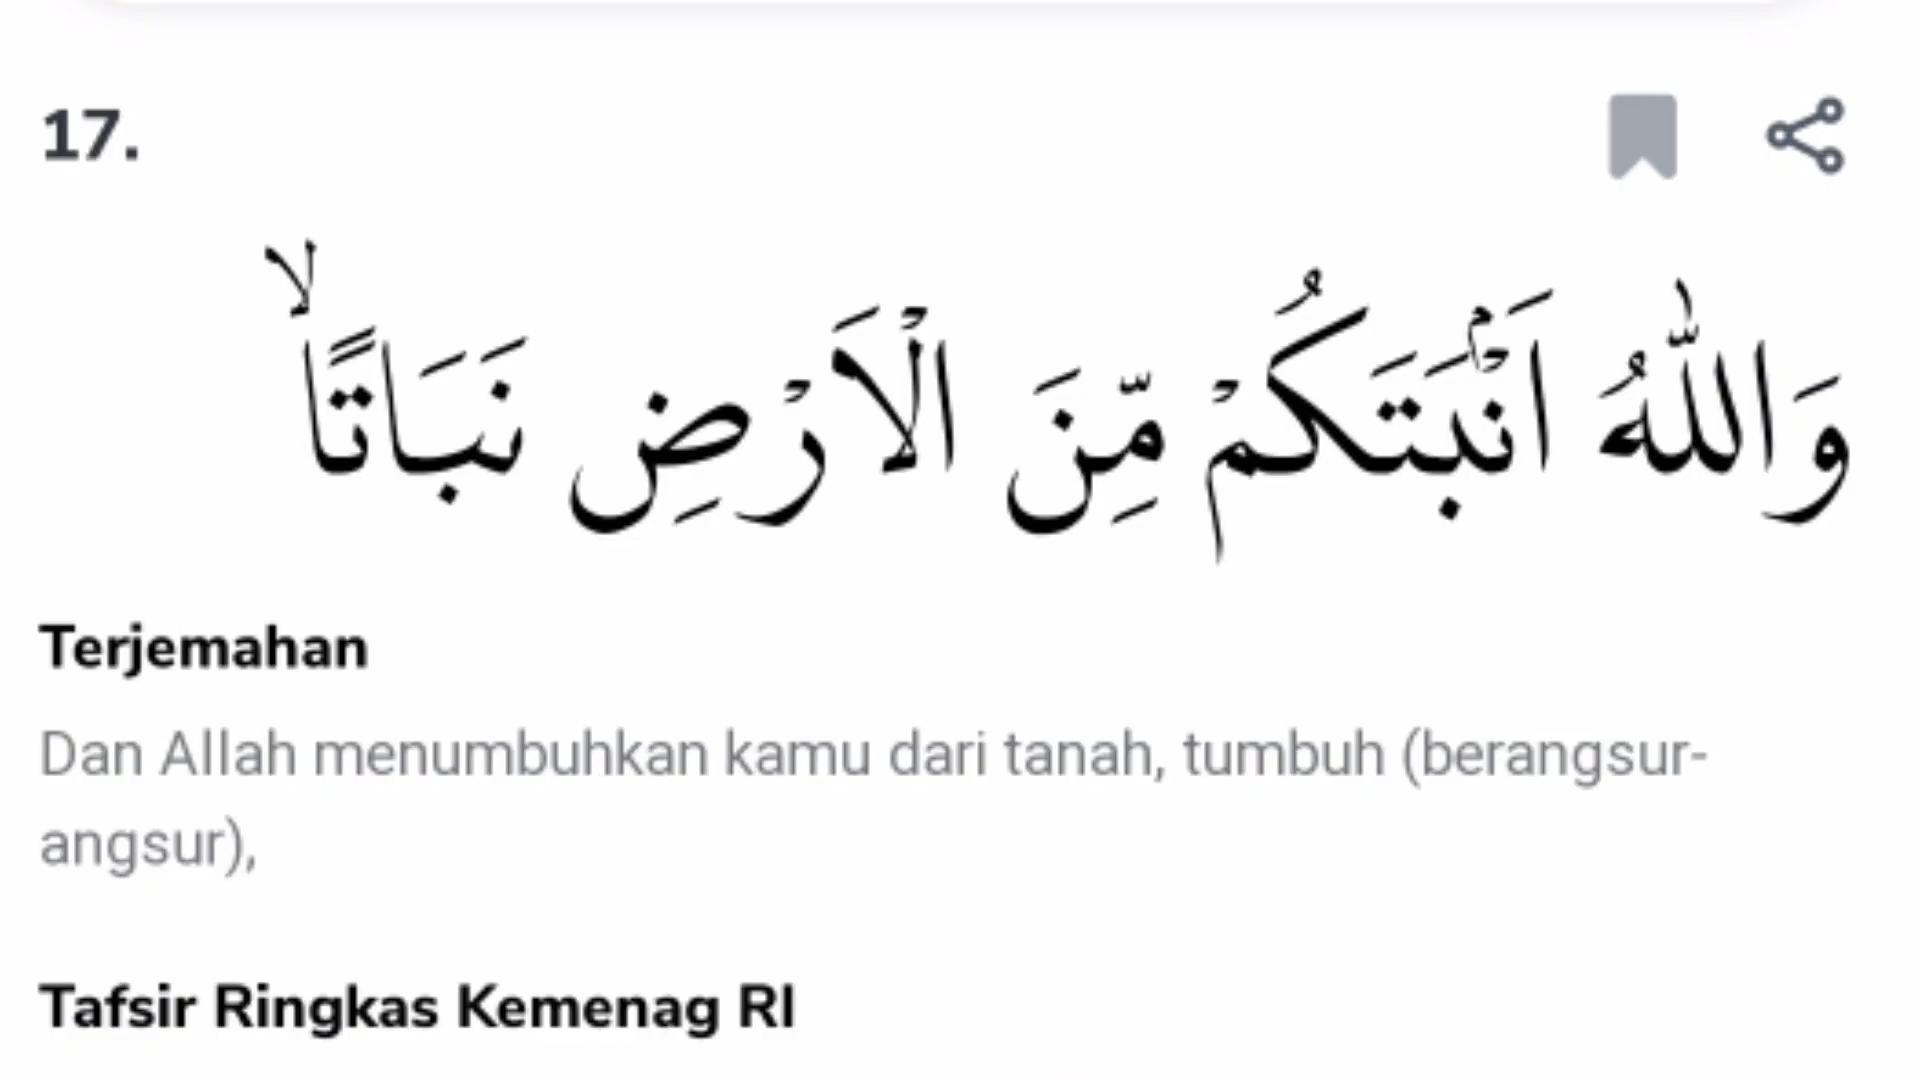 17.
وَاللّٰهُ اَنْۢبَتَكُمْ مِّنَ الْاَرْضِ نَبَاتًاۙ
Terjemahan
Dan Allah menumbuhkan kamu dari tanah, tumbuh (berangsur-
angsur),
Tafsir Ringkas Kemenag RI